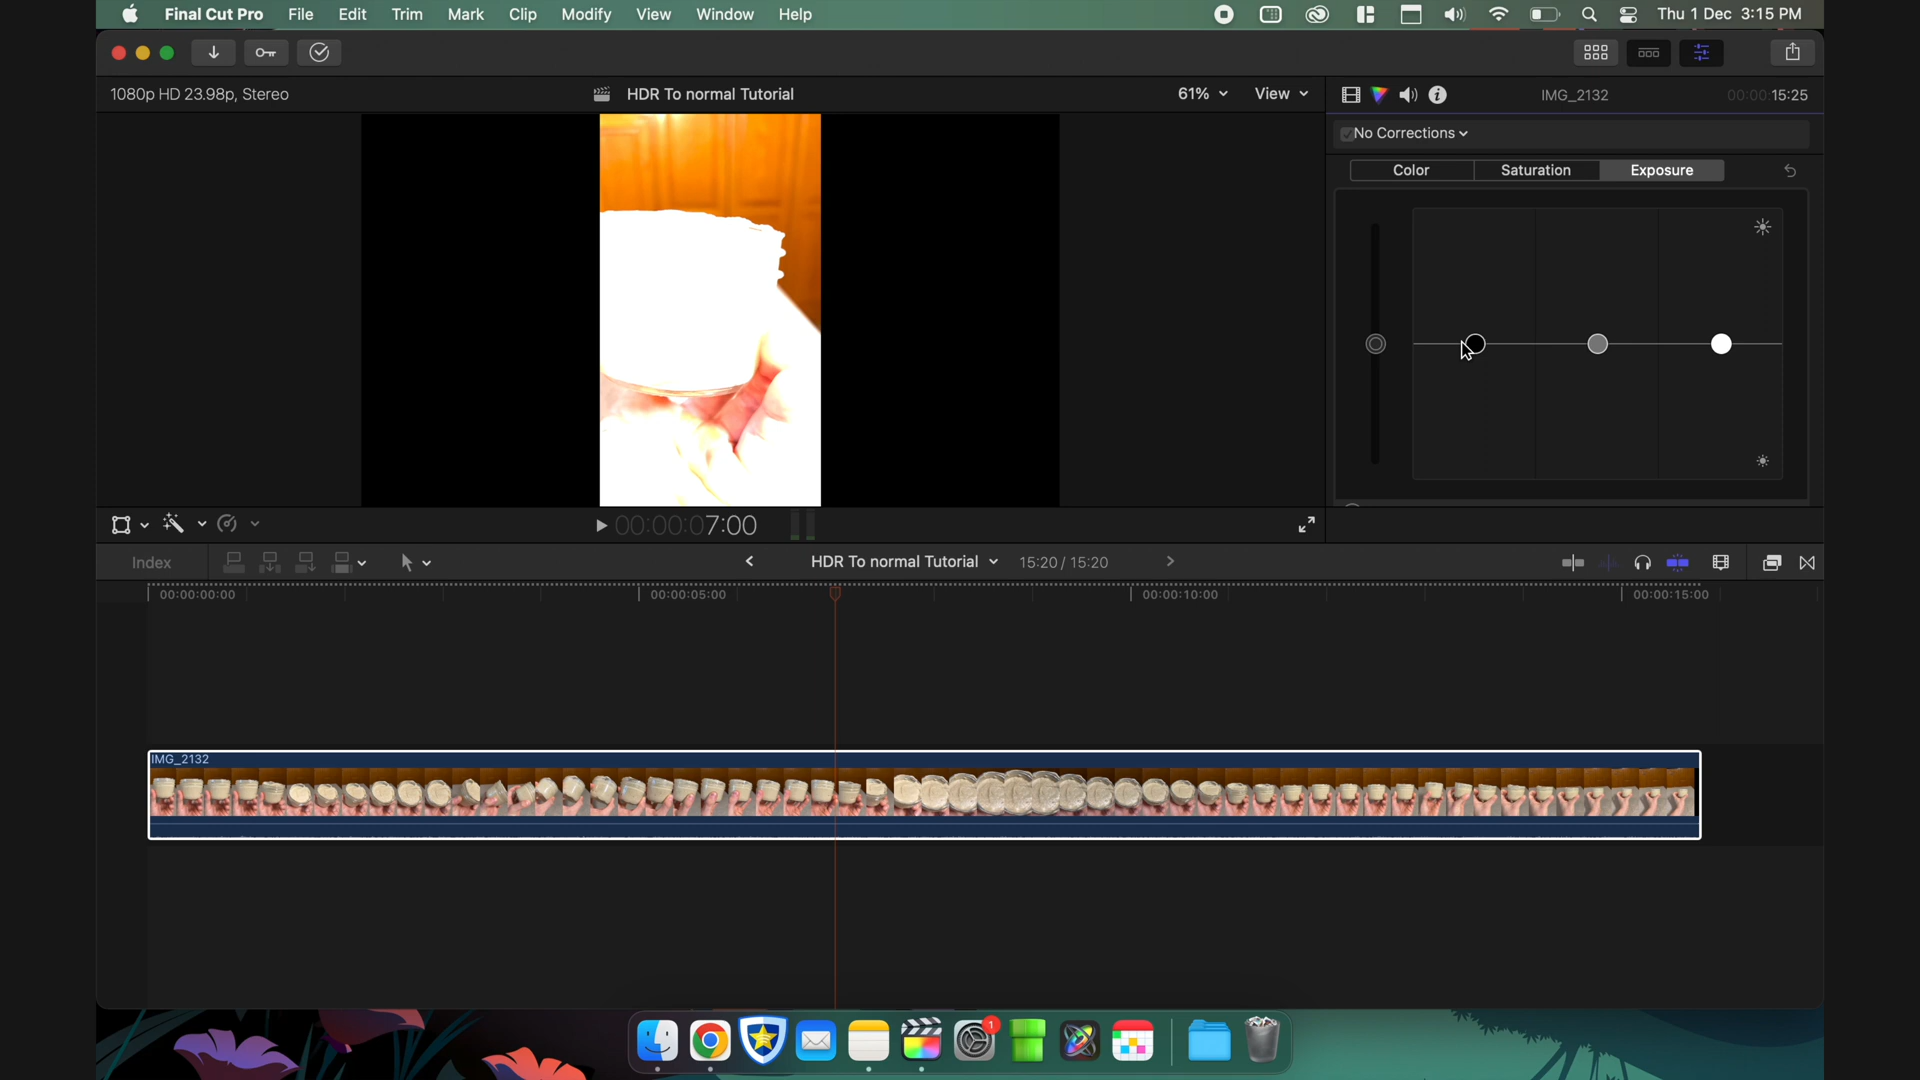 Final Cut Pro File Edit Trim Mark Clip Modify View Window Help Thu 1 Dec 3:15 PM
1080p HD 23.98p, Stereo HDR To normal Tutorial 61% View IMG_2132 00:00:15:25
No Corrections
Color Saturation Exposure
00:00:07:00
Index HDR To normal Tutorial 15:20 / 15:20
00:00:00:00 00:00:05:00 00:00:10:00 00:00:15:00
IMG_2132
1